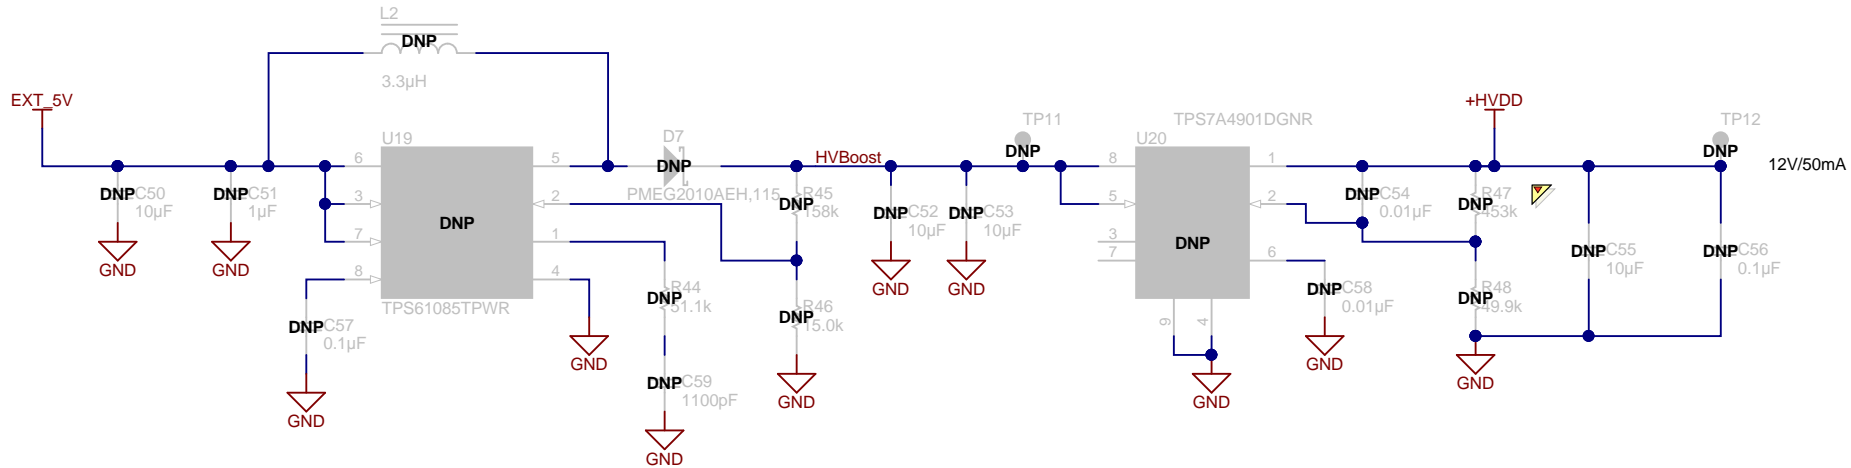 L2
DNP
3.3µH
EXT_5V
U19
6
3
7
8
5
2
1
4
DNP
TPS61085TPWR
DNP
C50
10µF
GND
DNP
C51
1µF
GND
DNP
C57
0.1µF
GND
GND
D7
DNP
PMEG2010AEH,115
DNP
R44
51.1k
DNP
C59
1100pF
GND
DNP
R45
158k
DNP
R46
15.0k
GND
HVBoost
DNP
C52
10µF
GND
DNP
C53
10µF
GND
TP11
DNP
U20
TPS7A4901DGNR
8
5
3
7
1
2
6
9
4
DNP
GND
DNP
C54
0.01µF
DNP
C58
0.01µF
GND
+HVDD
DNP
R47
453k
DNP
R48
49.9k
GND
DNP
C55
10µF
DNP
C56
0.1µF
TP12
DNP
12V/50mA